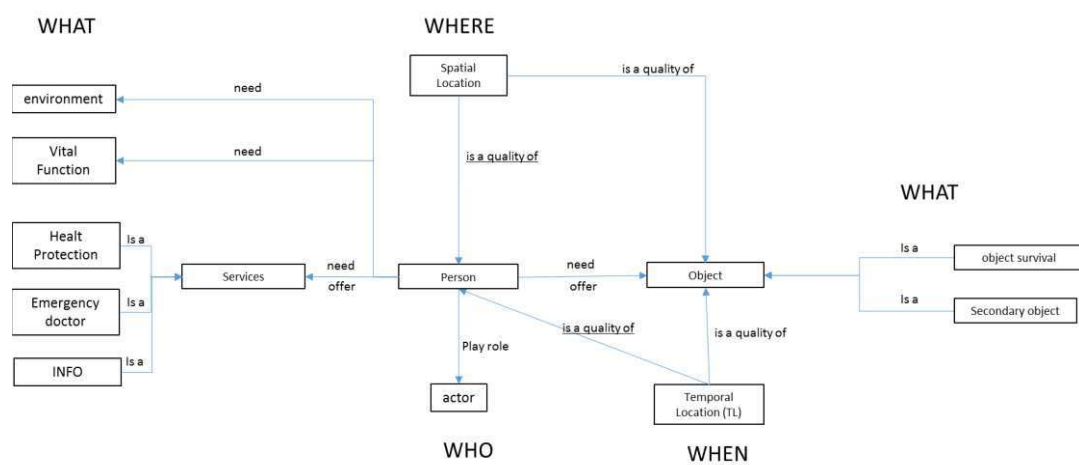 WHAT
WHERE
Spatial
Location
is a quality of
need
environment
Vital
Function
need
is a quality of
WHAT
Healt
Protection
Is a
Services
need
offer
Person
need
offer
Object
Is a
object survival
Emergency
doctor
Is a
Is a
Secondary object
is a quality of
is a quality of
INFO
Is a
Play role
actor
Temporal
Location (TL)
WHO
WHEN